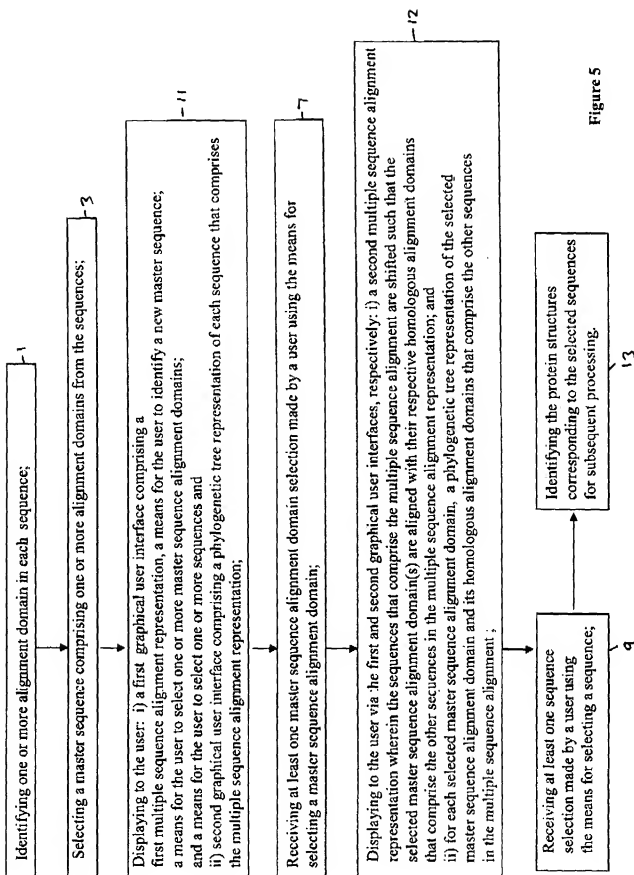 Identifying one or more alignment domain in each sequence;
1
Selecting a master sequence comprising one or more alignment domains from the sequences;
3
Displaying to the user: i) a first graphical user interface comprising a
first multiple sequence alignment representation, a means for the user to identify a new master sequence;
a means for the user to select one or more master sequence alignment domains;
and a means for the user to select one or more sequences and
ii) second graphical user interface comprising a phylogenetic tree representation of each sequence that comprises
the multiple sequence alignment representation;
11
Receiving at least one master sequence alignment domain selection made by a user using the means for
selecting a master sequence alignment domain;
7
Displaying to the user via the first and second graphical user interfaces, respectively: i) a second multiple sequence alignment
representation wherein the sequences that comprise the multiple sequence alignment are shifted such that the
selected master sequence alignment domain(s) are aligned with their respective homologous alignment domains
that comprise the other sequences in the multiple sequence alignment representation; and
ii) for each selected master sequence alignment domain, a phylogenetic tree representation of the selected
master sequence alignment domain and its homologous alignment domains that comprise the other sequences
in the multiple sequence alignment ;
12
Receiving at least one sequence
selection made by a user using
the means for selecting a sequence;
9
Identifying the protein structures
corresponding to the selected sequences
for subsequent processing.
13
Figure 5